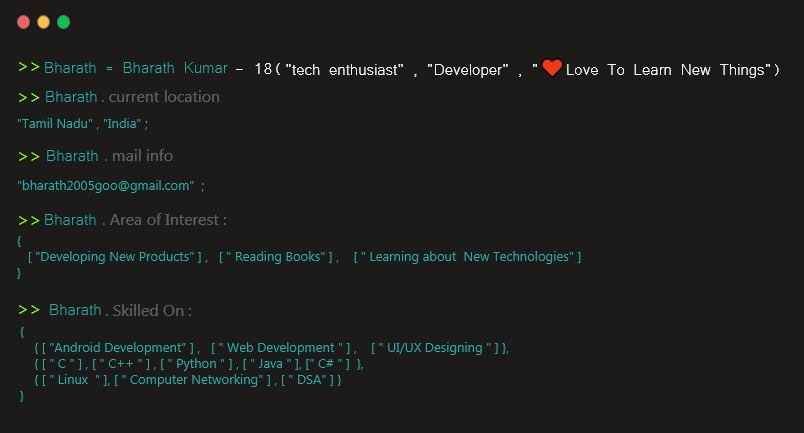 >> Bharath = Bharath Kumar - 18("tech enthusiast" , "Developer" , "❤Love To Learn New Things")
>> Bharath . current location
"Tamil Nadu" , "India" ;
>> Bharath . mail info
"bharath2005goo@gmail.com" ;
>> Bharath . Area of Interest :
{
[ "Developing New Products" ] , [ " Reading Books" ] , [ " Learning about New Technologies" ]
}
>> Bharath . Skilled On :
{
{ [ "Android Development" ] , [ " Web Development " ] , [ " UI/UX Designing " ] },
{ [ " C " ] , [ " C++ " ] , [ " Python " ] , [ " Java " ], [" C# " ] },
{ [ " Linux " ], [ " Computer Networking" ] , [ " DSA" ] }
}